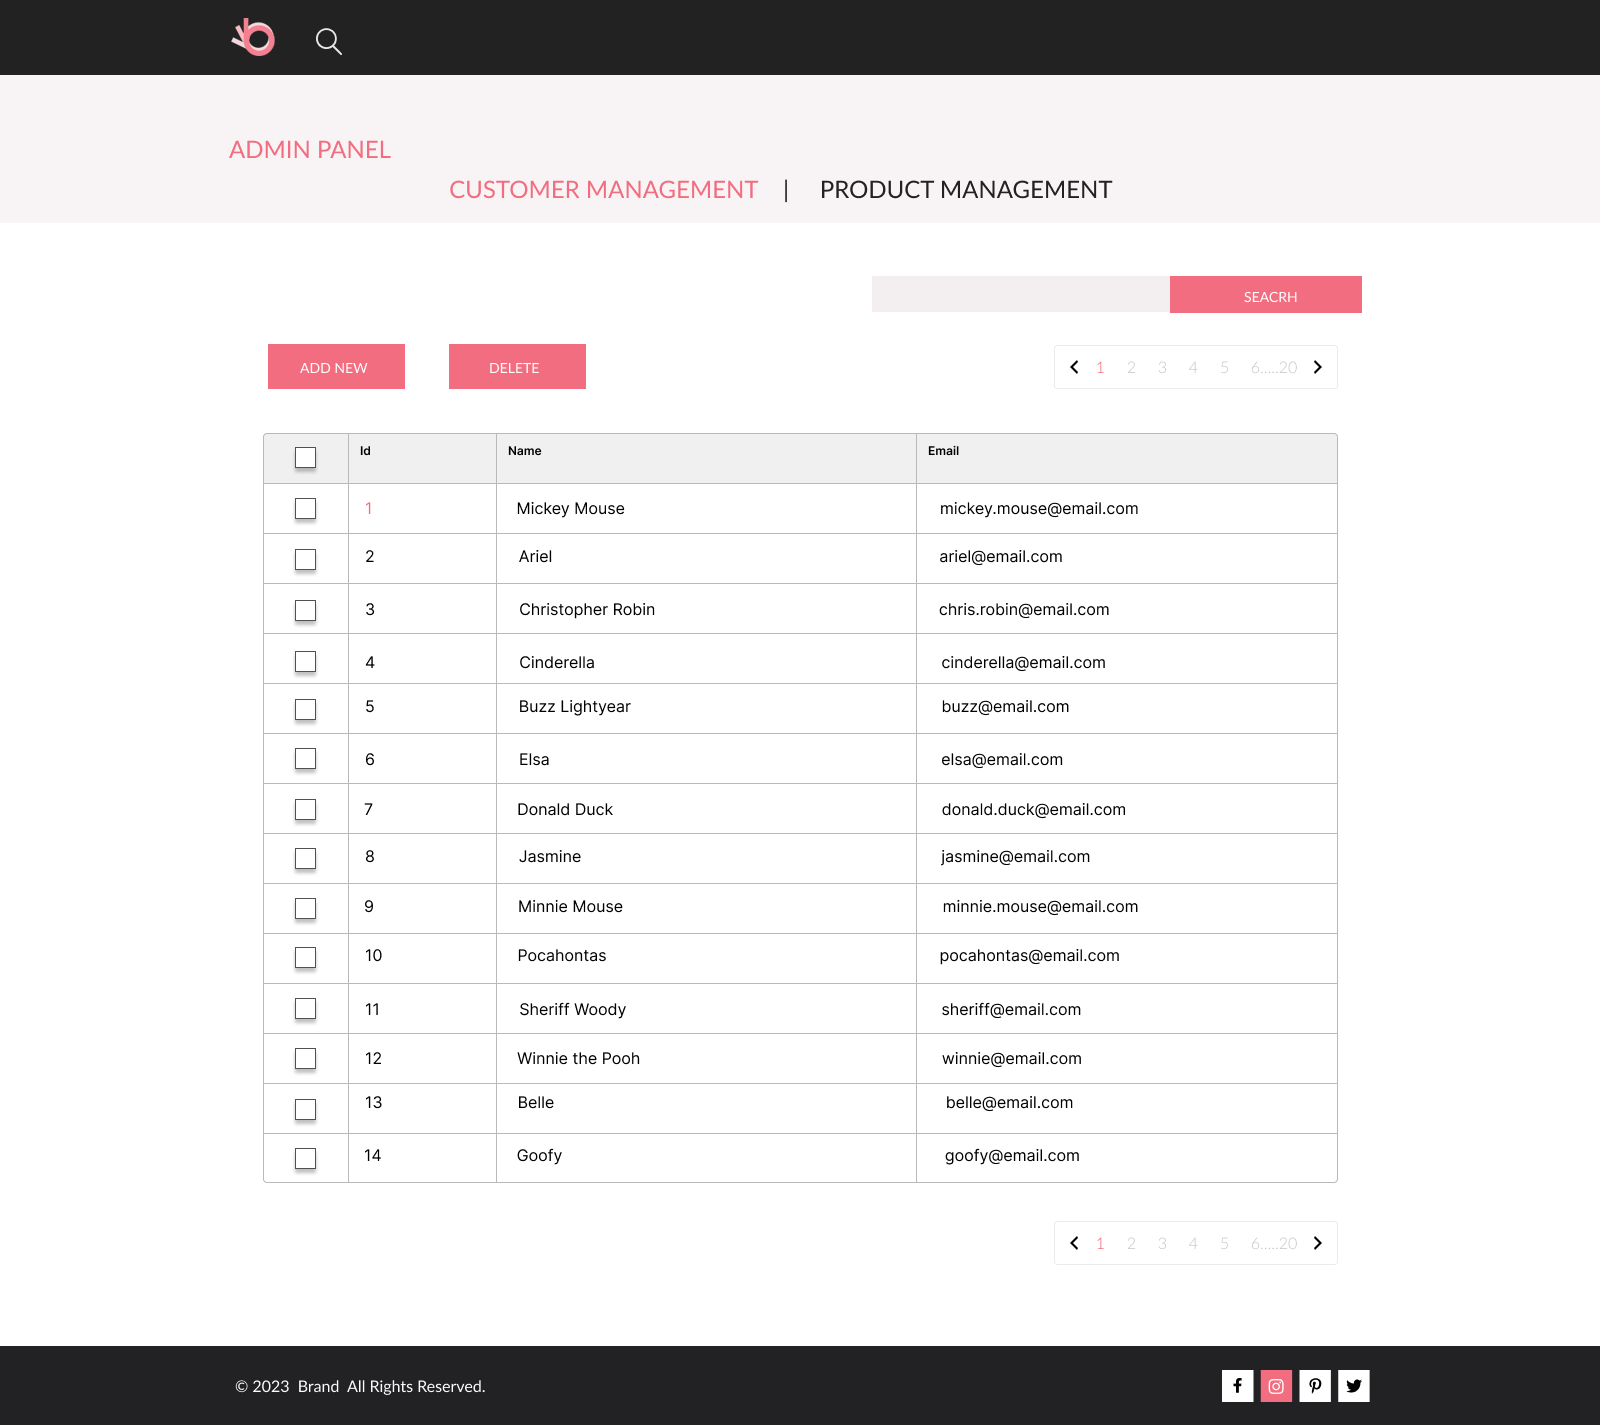 ADMIN PANEL
CUSTOMER MANAGEMENT | PRODUCT MANAGEMENT
SEACRH
ADD NEW DELETE 1 2 3 4 5 6.....20
Id Name Email
1 Mickey Mouse mickey.mouse@email.com
2 Ariel ariel@email.com
3 Christopher Robin chris.robin@email.com
4 Cinderella cinderella@email.com
5 Buzz Lightyear buzz@email.com
6 Elsa elsa@email.com
7 Donald Duck donald.duck@email.com
8 Jasmine jasmine@email.com
9 Minnie Mouse minnie.mouse@email.com
10 Pocahontas pocahontas@email.com
11 Sheriff Woody sheriff@email.com
12 Winnie the Pooh winnie@email.com
13 Belle belle@email.com
14 Goofy goofy@email.com
1 2 3 4 5 6.....20
© 2023 Brand All Rights Reserved.